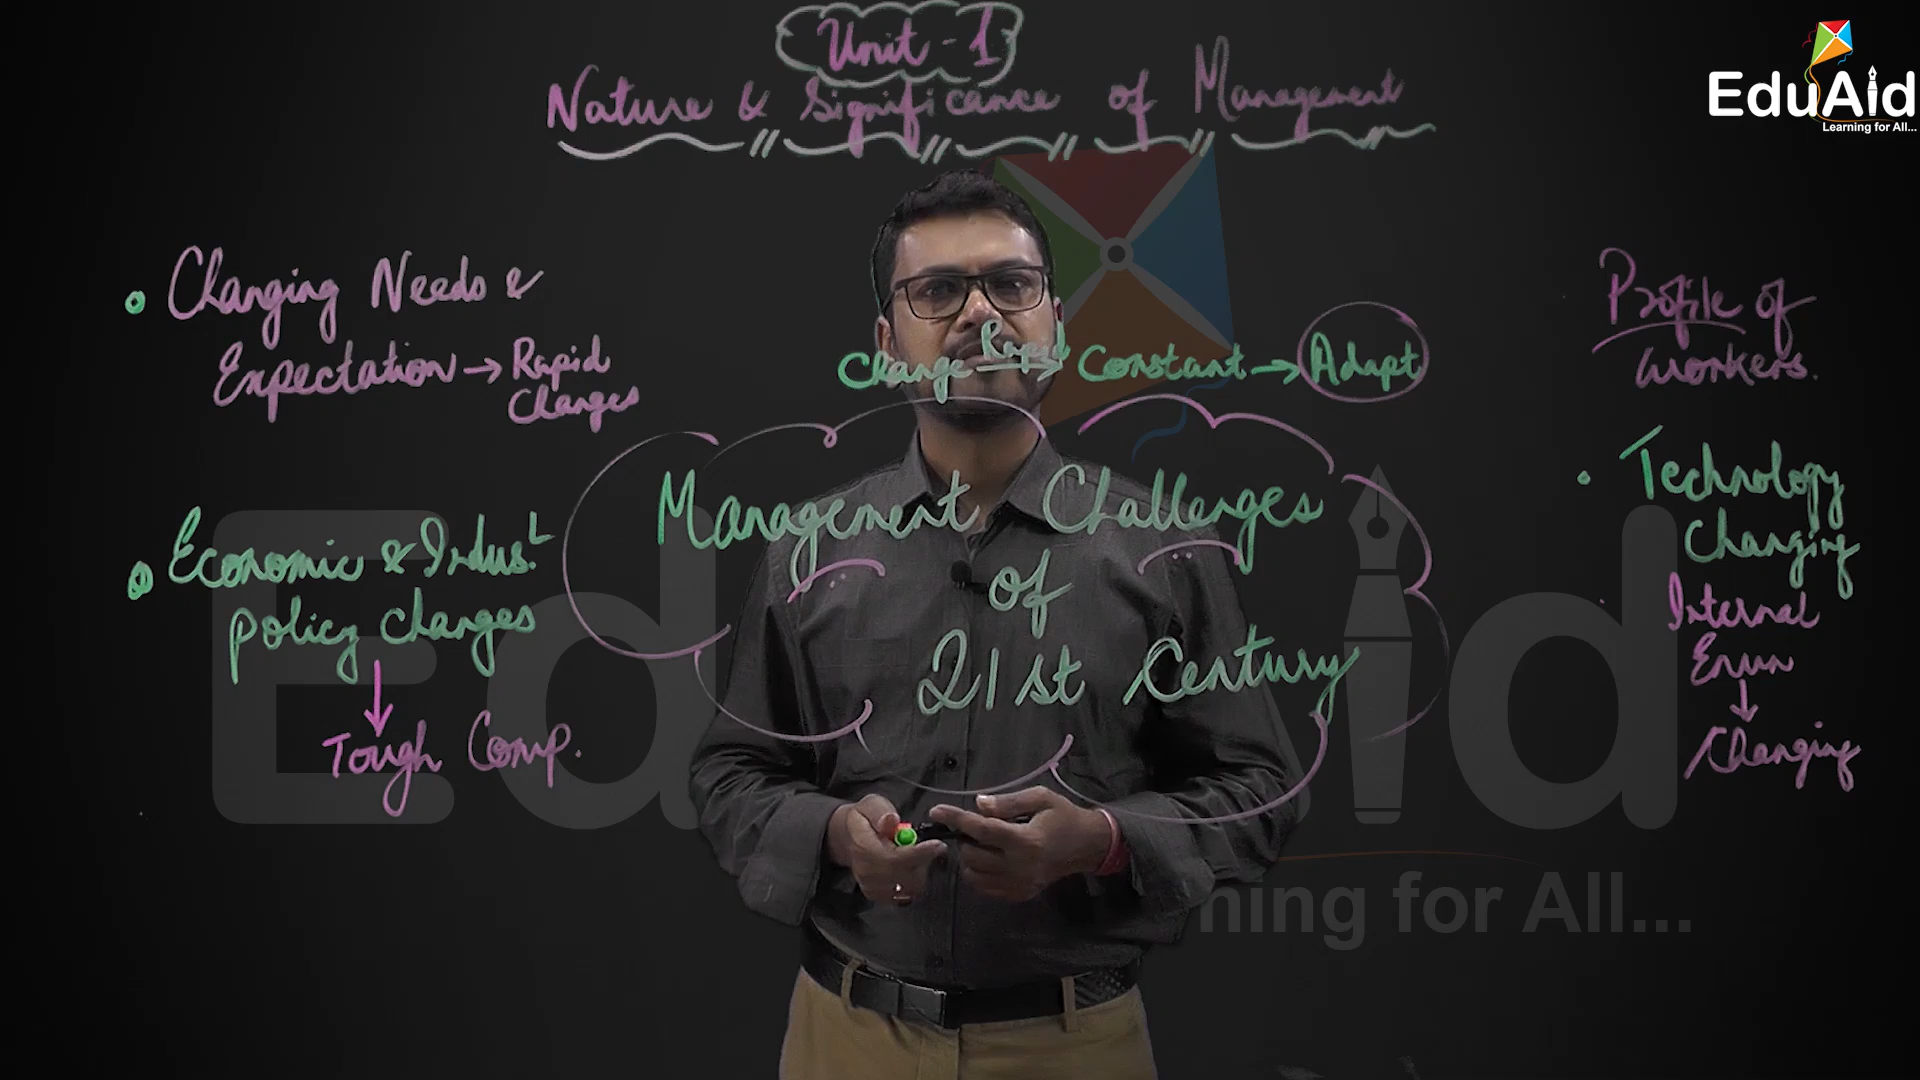 Unit - 1
Nature & Significance of Management
EduAid
Learning for All...
• Changing Needs &
Expectation → Rapid
Changes
Change Rapid → Constant → Adapt
Profile of
Workers.
Management Challenges
of
21st Century
• Economic & Indus.L
policy changes
↓
Tough Comp.
• Technology
Changing
Internal
↓
Changing
Ed Aid
ning for All...